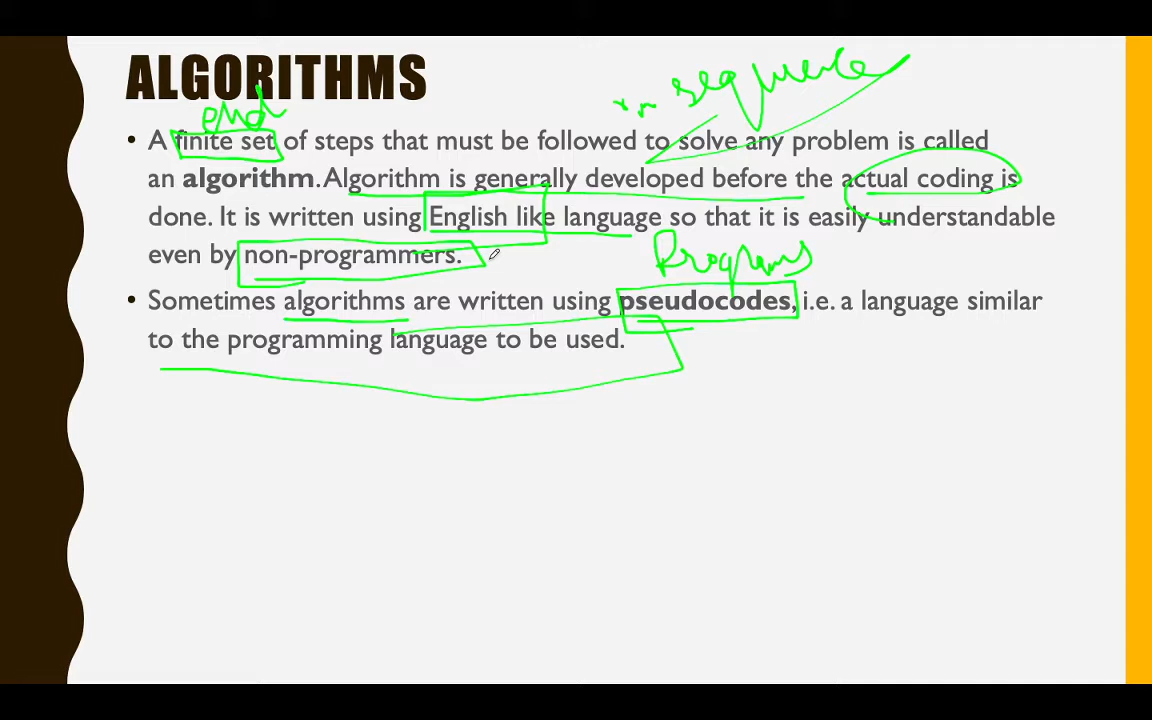 ALGORITHMS
sequence
end
• A finite set of steps that must be followed to solve any problem is called
an algorithm. Algorithm is generally developed before the actual coding is
done. It is written using English like language so that it is easily understandable
even by non-programmers.
Programs
• Sometimes algorithms are written using pseudocodes, i.e. a language similar
to the programming language to be used.